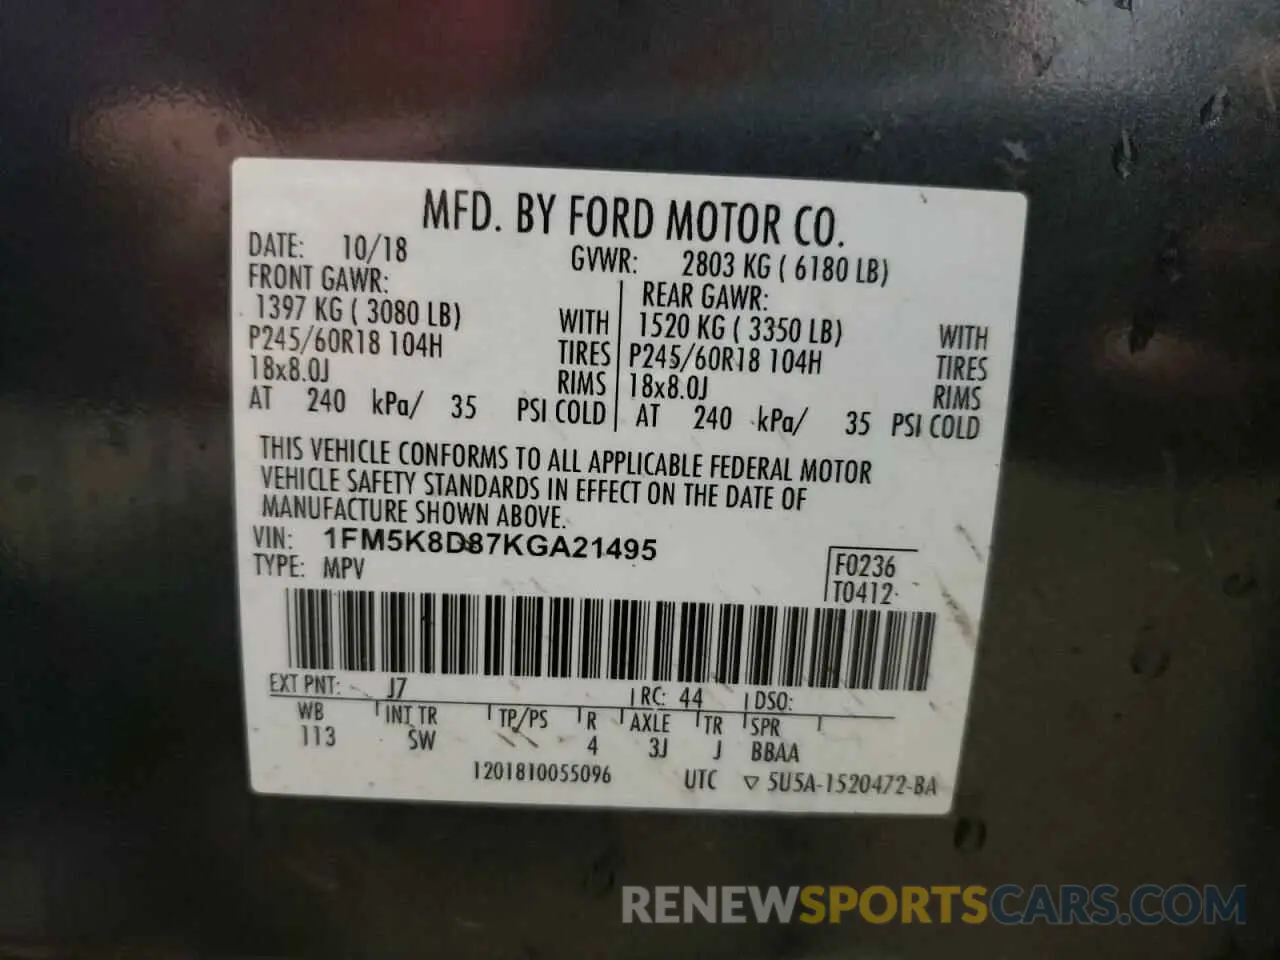 MFD. BY FORD MOTOR CO.
DATE: 10/18 GVWR: 2803 KG ( 6180 LB)
FRONT GAWR: REAR GAWR:
1397 KG ( 3080 LB) WITH 1520 KG ( 3350 LB) WITH
P245/60R18 104H TIRES P245/60R18 104H TIRES
18x8.0J RIMS 18x8.0J RIMS
AT 240 kPa/ 35 PSI COLD AT 240 kPa/ 35 PSI COLD
THIS VEHICLE CONFORMS TO ALL APPLICABLE FEDERAL MOTOR
VEHICLE SAFETY STANDARDS IN EFFECT ON THE DATE OF
MANUFACTURE SHOWN ABOVE.
VIN: 1FM5K8D87KGA21495
TYPE: MPV F0236
T0412
EXT PNT: J7 RC: 44 DSO:
WB INT TR TP/PS R AXLE TR SPR
113 SW 4 3J J BBAA
1201810055096 UTC ▽ 5U5A-1520472-BA
RENEWSPORTSCARS.COM